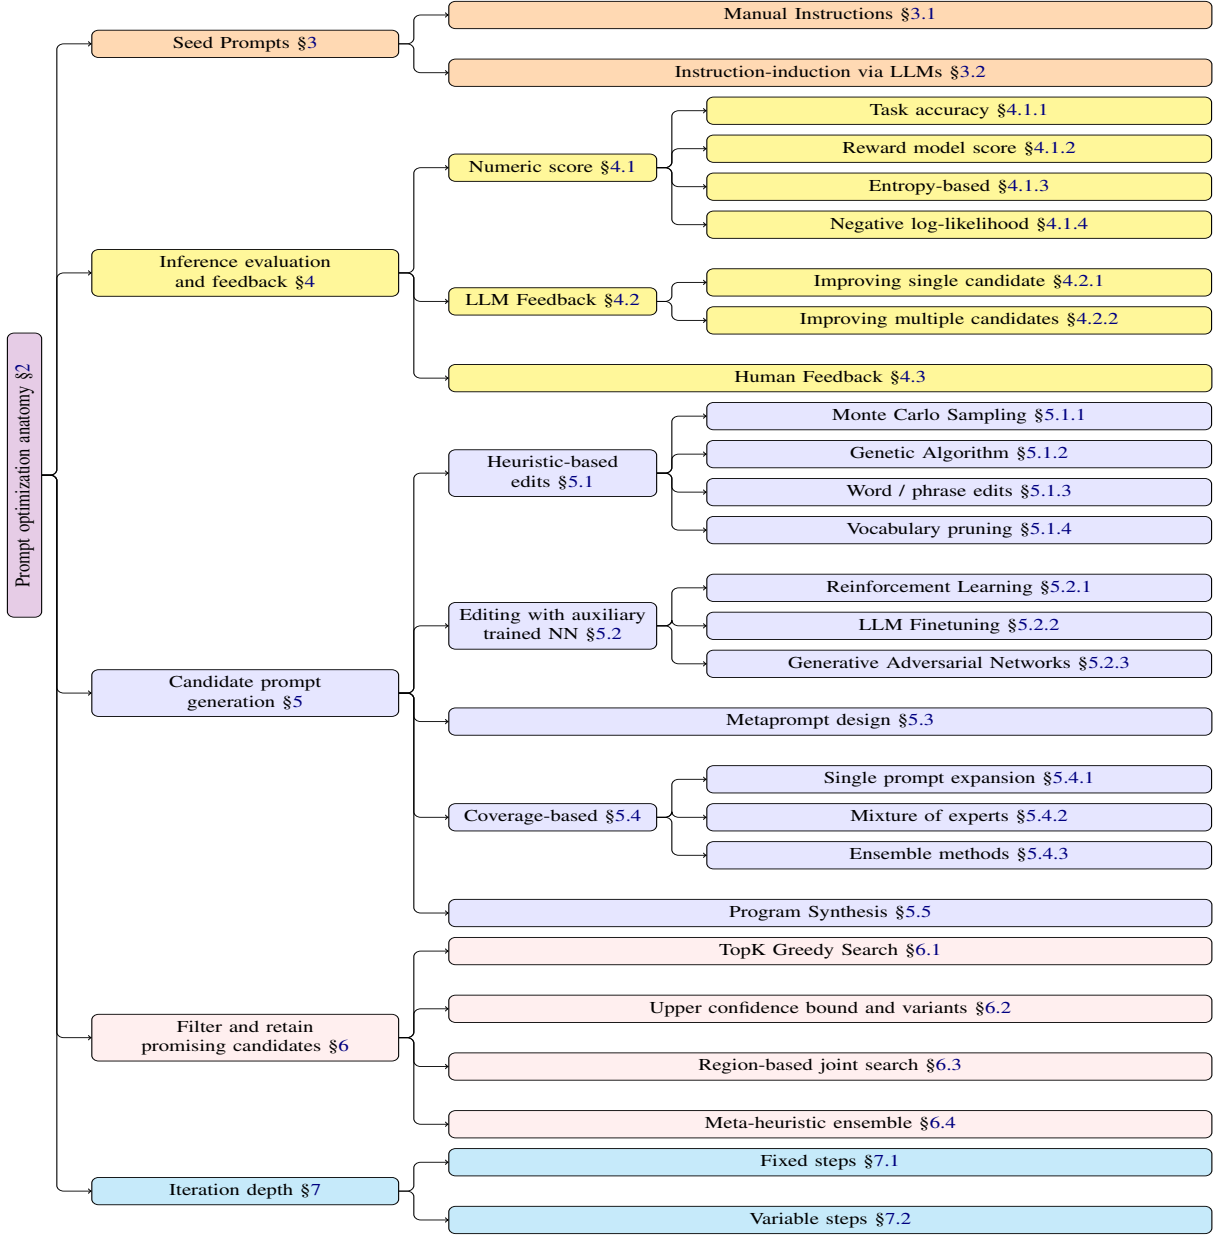 Prompt optimization anatomy §2
Seed Prompts §3
Manual Instructions §3.1
Instruction-induction via LLMs §3.2
Inference evaluation
and feedback §4
Numeric score §4.1
Task accuracy §4.1.1
Reward model score §4.1.2
Entropy-based §4.1.3
Negative log-likelihood §4.1.4
LLM Feedback §4.2
Improving single candidate §4.2.1
Improving multiple candidates §4.2.2
Human Feedback §4.3
Candidate prompt
generation §5
Heuristic-based
edits §5.1
Monte Carlo Sampling §5.1.1
Genetic Algorithm §5.1.2
Word / phrase edits §5.1.3
Vocabulary pruning §5.1.4
Editing with auxiliary
trained NN §5.2
Reinforcement Learning §5.2.1
LLM Finetuning §5.2.2
Generative Adversarial Networks §5.2.3
Metaprompt design §5.3
Coverage-based §5.4
Single prompt expansion §5.4.1
Mixture of experts §5.4.2
Ensemble methods §5.4.3
Program Synthesis §5.5
Filter and retain
promising candidates §6
TopK Greedy Search §6.1
Upper confidence bound and variants §6.2
Region-based joint search §6.3
Meta-heuristic ensemble §6.4
Iteration depth §7
Fixed steps §7.1
Variable steps §7.2